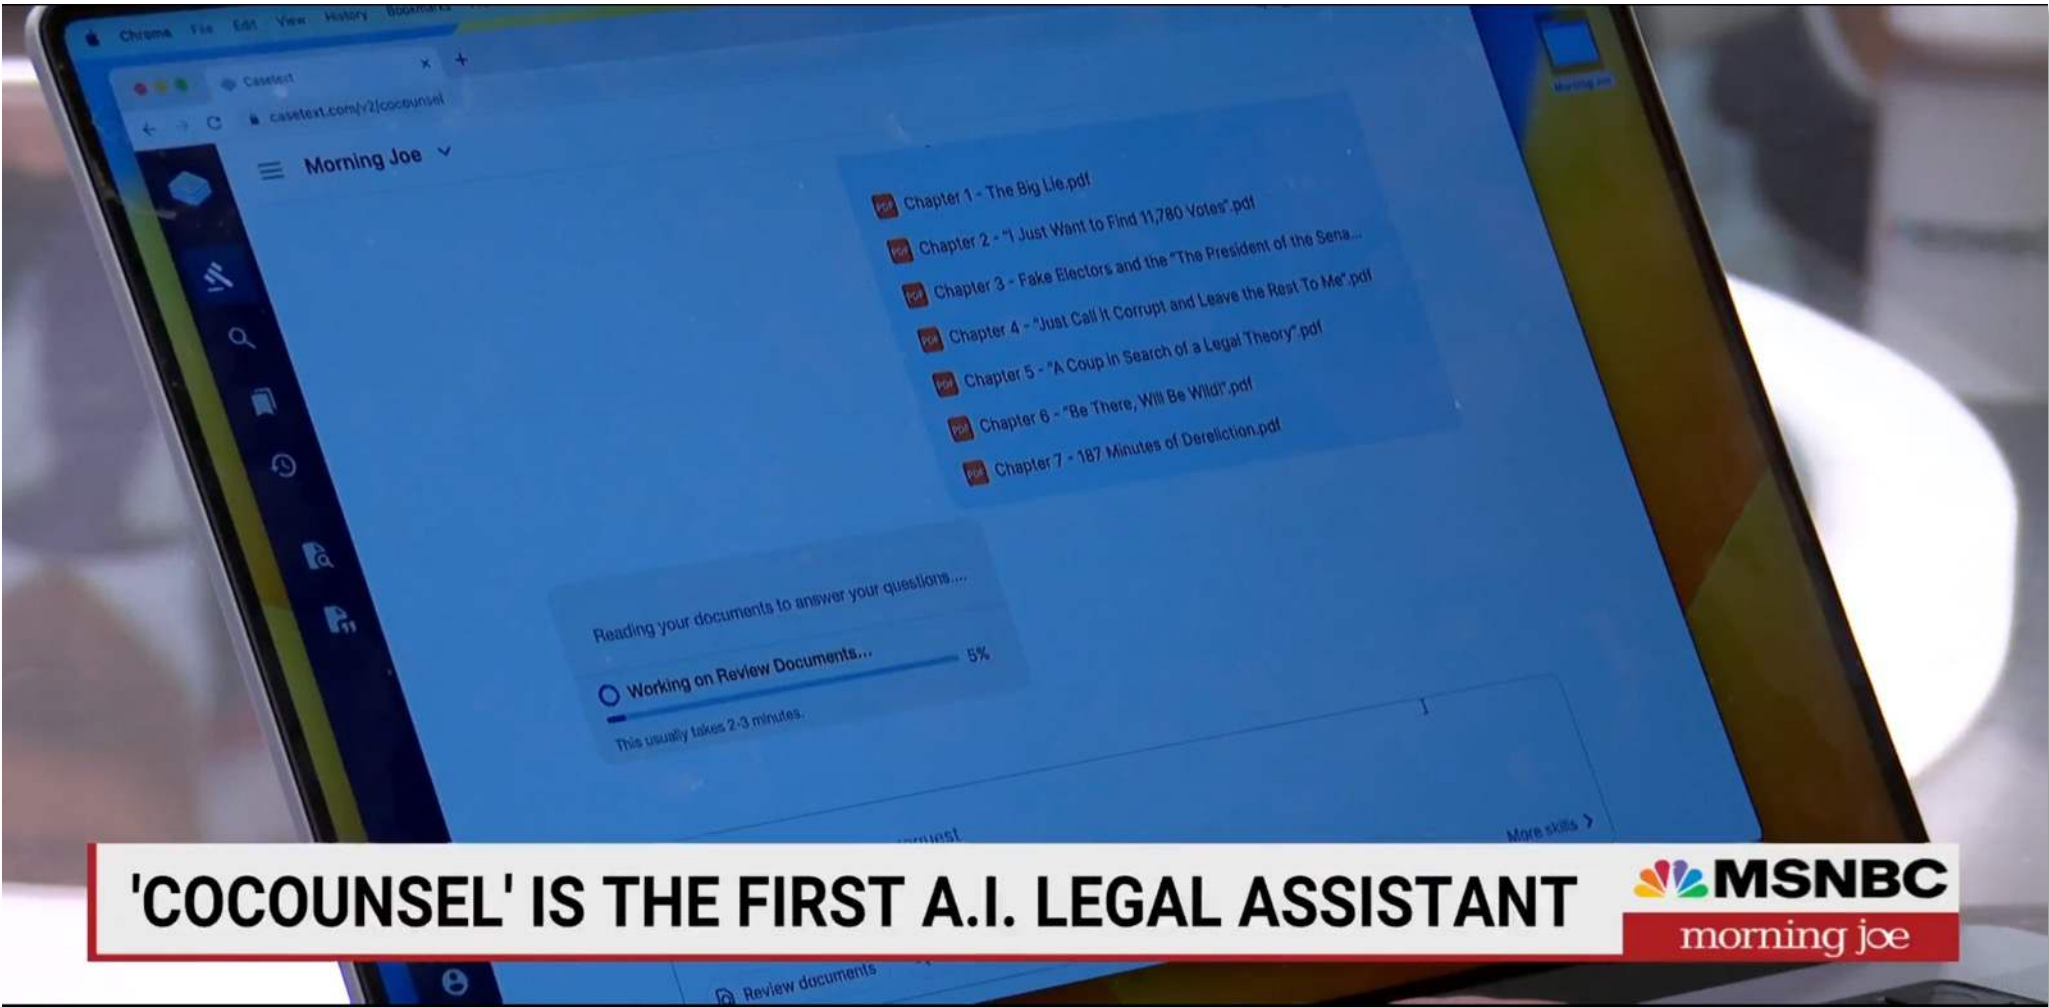 Chrome File Edit View History Bookmarks
Casetext × +
casetext.com/v2/cocounsel
Morning Joe
Morning Joe
Chapter 1 - The Big Lie.pdf
Chapter 2 - "I Just Want to Find 11,780 Votes".pdf
Chapter 3 - Fake Electors and the "The President of the Sena...
Chapter 4 - "Just Call It Corrupt and Leave the Rest To Me".pdf
Chapter 5 - "A Coup in Search of a Legal Theory".pdf
Chapter 6 - "Be There, Will Be Wild!".pdf
Chapter 7 - 187 Minutes of Dereliction.pdf
Reading your documents to answer your questions....
Working on Review Documents... 5%
This usually takes 2-3 minutes.
More skills >
'COCOUNSEL' IS THE FIRST A.I. LEGAL ASSISTANT
MSNBC
morning joe
Review documents